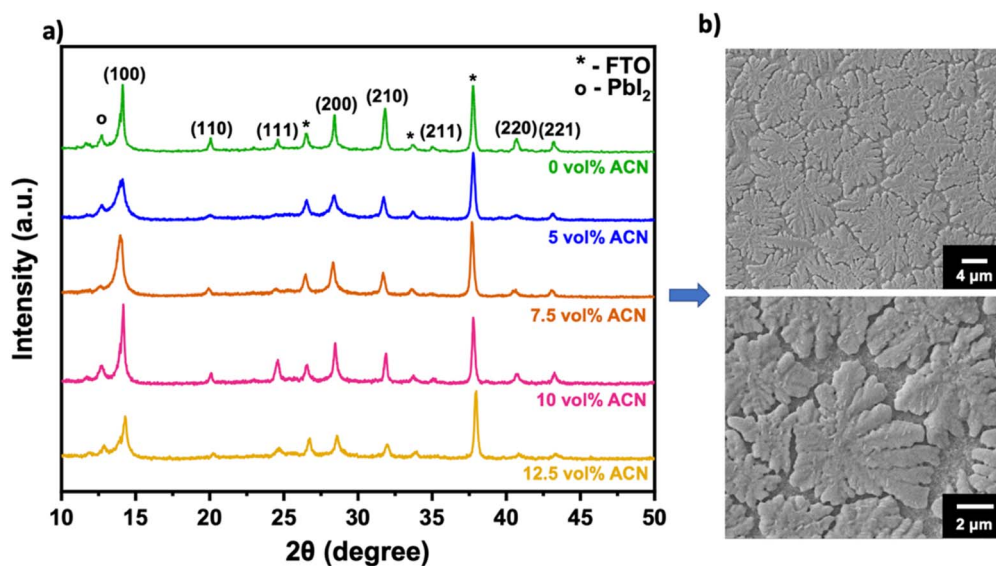 a)
b)
* - FTO
o - PbI₂
o
(100)
(110)
(111)
*
(200)
(210)
*
(211)
*
(220)
(221)
0 vol% ACN
5 vol% ACN
7.5 vol% ACN
10 vol% ACN
12.5 vol% ACN
Intensity (a.u.)
10 15 20 25 30 35 40 45 50
2θ (degree)
4 µm
2 µm